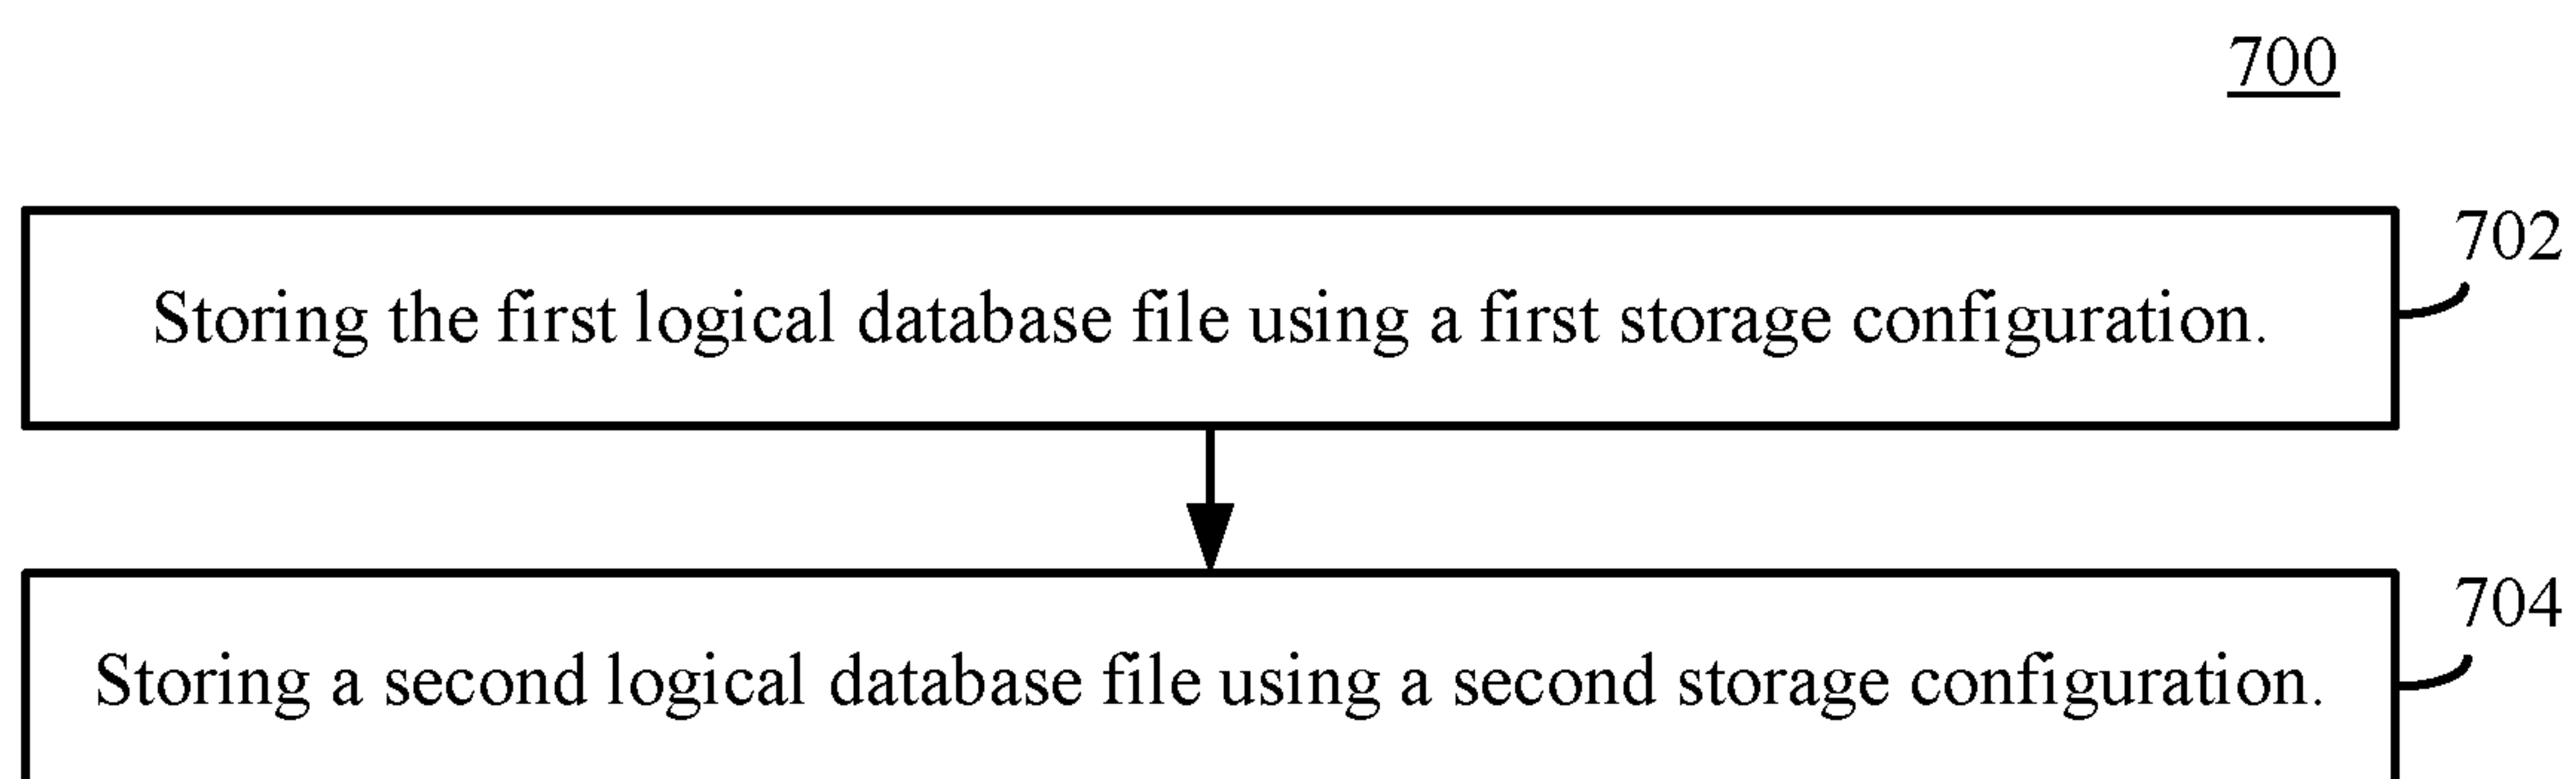 700
702
Storing the first logical database file using a first storage configuration.
704
Storing a second logical database file using a second storage configuration.